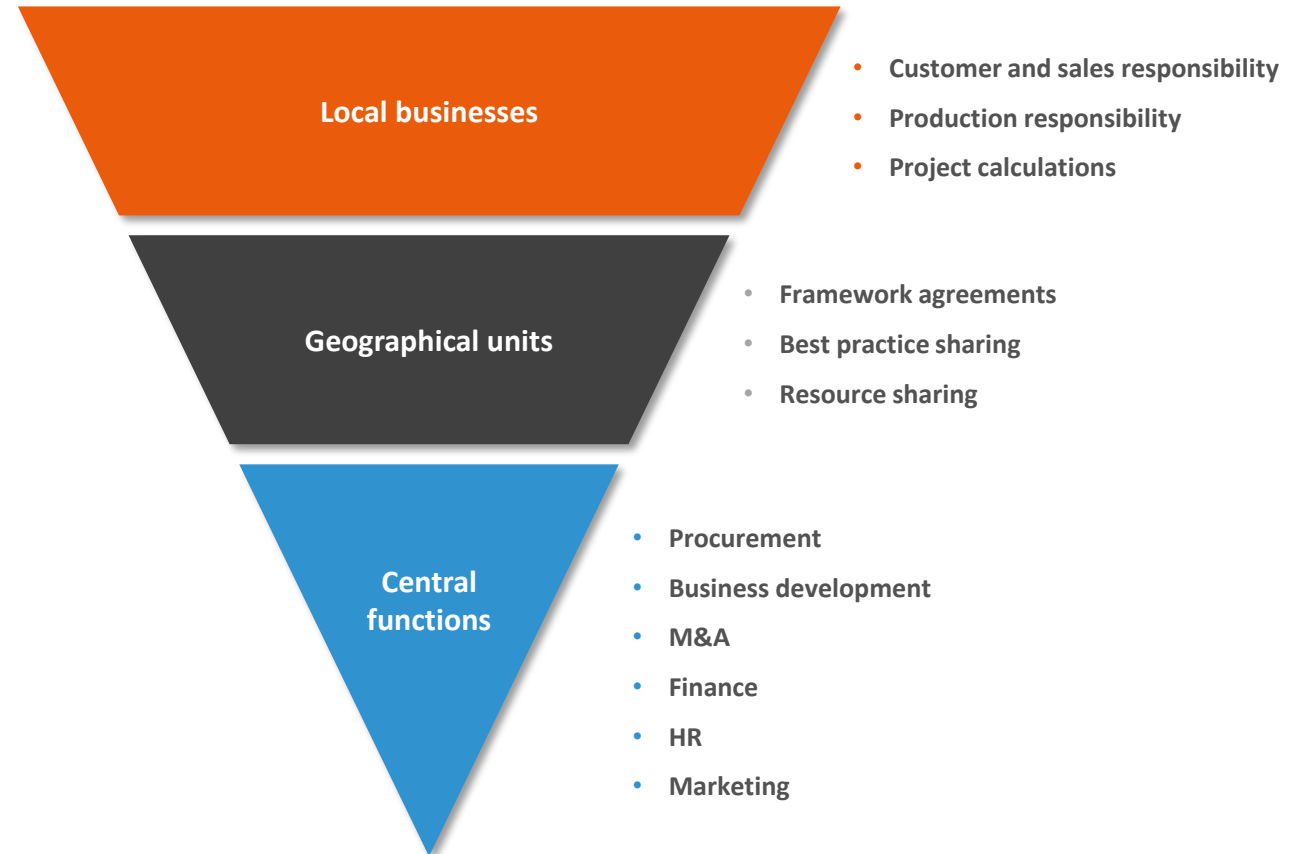 Local businesses
• Customer and sales responsibility
• Production responsibility
• Project calculations
Geographical units
• Framework agreements
• Best practice sharing
• Resource sharing
Central
functions
• Procurement
• Business development
• M&A
• Finance
• HR
• Marketing